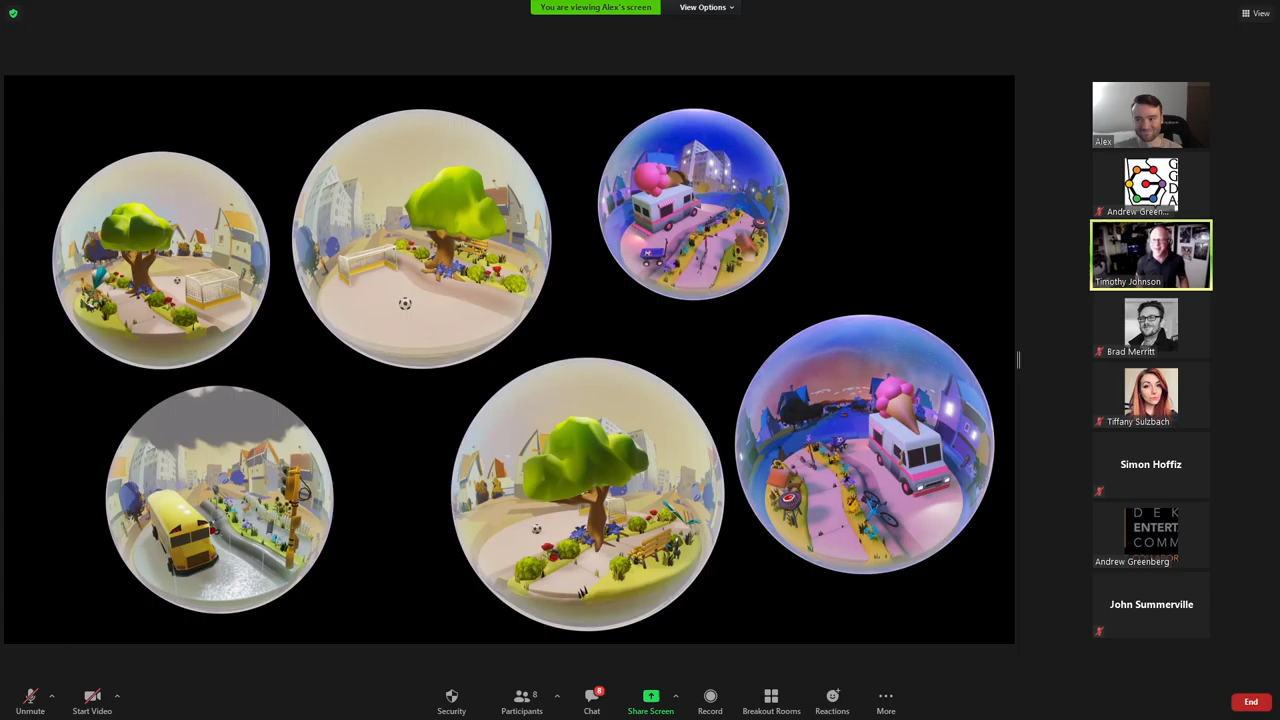 You are viewing Alex's screen
View Options
View
Alex
G
G
D
A
Andrew Green...
Timothy Johnson
Brad Merritt
Tiffany Sulzbach
Simon Hoffiz
D E K
ENTERT
COMM
Andrew Greenberg
John Summerville
Unmute
Start Video
Security
Participants
8
Chat
8
Share Screen
Record
Breakout Rooms
Reactions
More
End